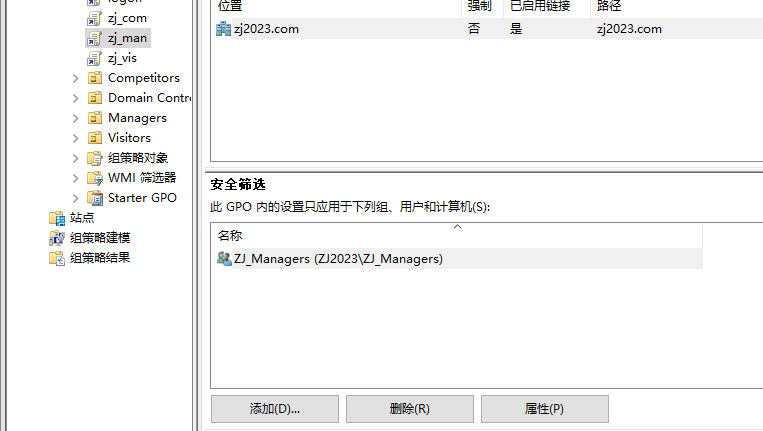 logon
zj_com
zj_man
zj_vis
Competitors
Domain Contr
Managers
Visitors
组策略对象
WMI 筛选器
Starter GPO
站点
组策略建模
组策略结果
位置 强制 已启用链接 路径
zj2023.com 否 是 zj2023.com
安全筛选
此 GPO 内的设置只应用于下列组、用户和计算机(S):
名称
ZJ_Managers (ZJ2023\ZJ_Managers)
添加(D)... 删除(R) 属性(P)